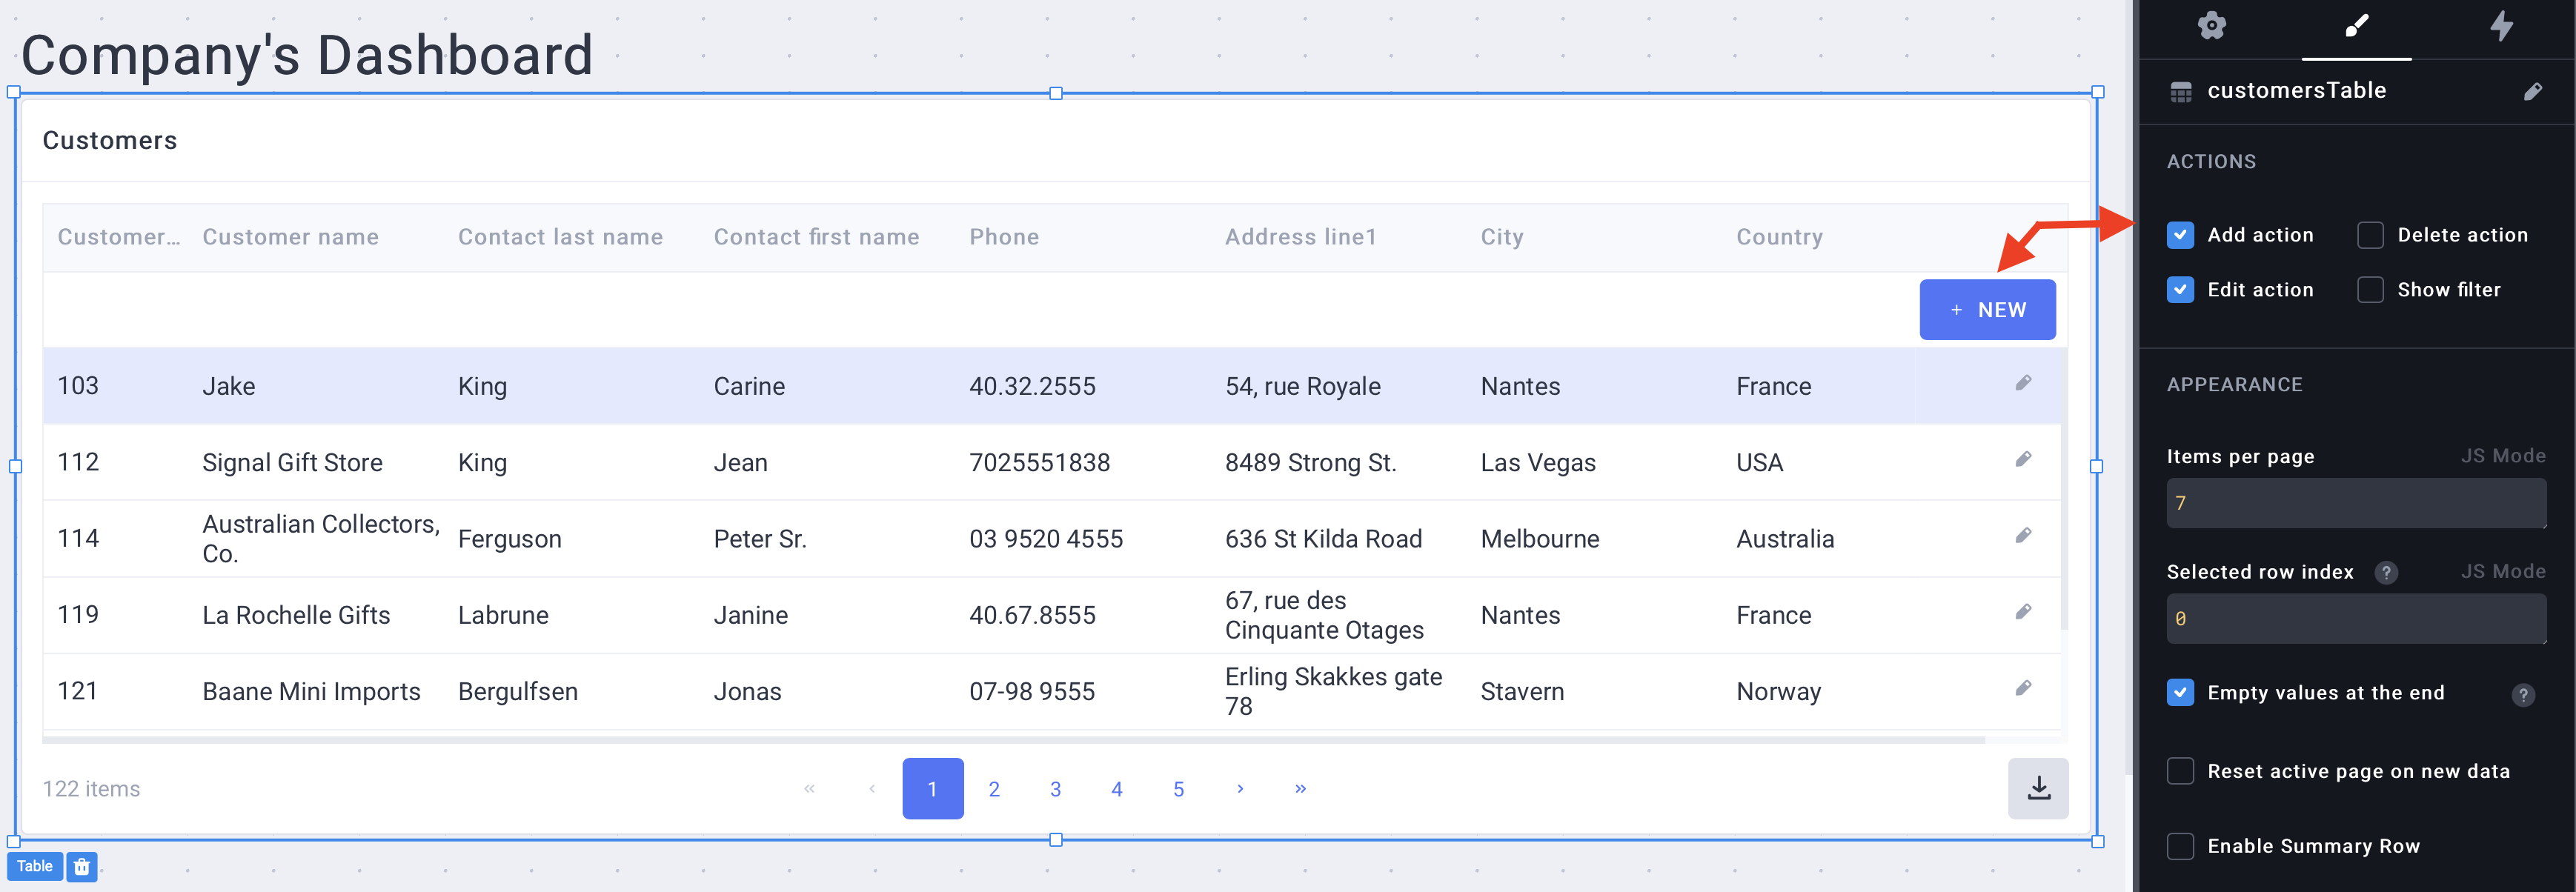 Company's Dashboard
Customers
Customer... Customer name Contact last name Contact first name Phone Address line1 City Country
+ NEW
103 Jake King Carine 40.32.2555 54, rue Royale Nantes France
112 Signal Gift Store King Jean 7025551838 8489 Strong St. Las Vegas USA
114 Australian Collectors, Co. Ferguson Peter Sr. 03 9520 4555 636 St Kilda Road Melbourne Australia
119 La Rochelle Gifts Labrune Janine 40.67.8555 67, rue des Cinquante Otages Nantes France
121 Baane Mini Imports Bergulfsen Jonas 07-98 9555 Erling Skakkes gate 78 Stavern Norway
122 items « ‹ 1 2 3 4 5 › »
Table
customersTable
ACTIONS
Add action Delete action
Edit action Show filter
APPEARANCE
Items per page JS Mode
7
Selected row index ? JS Mode
0
Empty values at the end ?
Reset active page on new data
Enable Summary Row